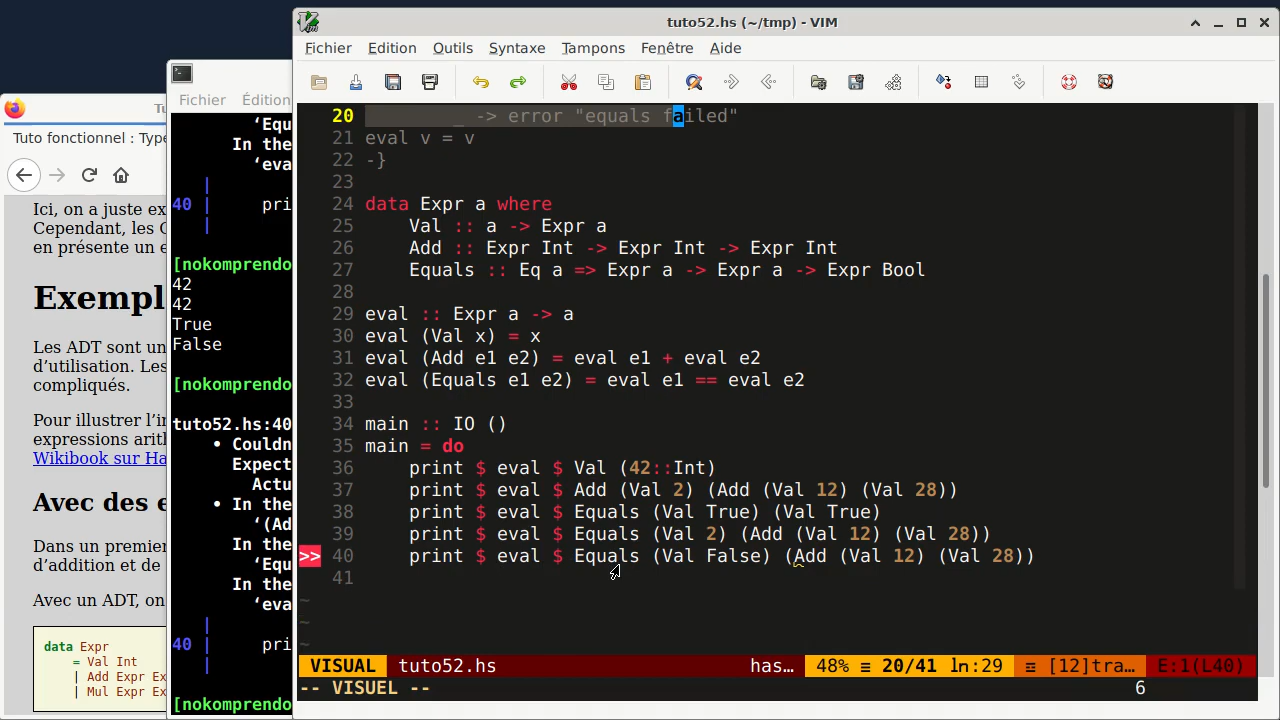 tuto52.hs (~/tmp) - VIM
Fichier Edition Outils Syntaxe Tampons Fenêtre Aide
20 _ -> error "equals failed"
21 eval v = v
22 -}
23
24 data Expr a where
25 Val :: a -> Expr a
26 Add :: Expr Int -> Expr Int -> Expr Int
27 Equals :: Eq a => Expr a -> Expr a -> Expr Bool
28
29 eval :: Expr a -> a
30 eval (Val x) = x
31 eval (Add e1 e2) = eval e1 + eval e2
32 eval (Equals e1 e2) = eval e1 == eval e2
33
34 main :: IO ()
35 main = do
36 print $ eval $ Val (42::Int)
37 print $ eval $ Add (Val 2) (Add (Val 12) (Val 28))
38 print $ eval $ Equals (Val True) (Val True)
39 print $ eval $ Equals (Val 2) (Add (Val 12) (Val 28))
>> 40 print $ eval $ Equals (Val False) (Add (Val 12) (Val 28))
41
~
~
~
VISUAL tuto52.hs has… 48% ≡ 20/41 ln:29 ≡ [12]tra… E:1(L40)
-- VISUEL -- 6
Fichier Édition
‘Equ
In the
‘eva
|
40 | pri
|
[nokomprendo
42
42
True
False
[nokomprendo
tuto52.hs:40
• Couldn
Expect
Actu
• In the
‘(Ad
In the
‘Equ
In the
‘eva
|
40 | pri
|
[nokomprendo
Tu
Tuto fonctionnel : Type
Ici, on a juste ex
Cependant, les
en présente un e
Exempl
Les ADT sont un
d’utilisation. Les
compliqués.
Pour illustrer l’i
expressions arith
Wikibook sur Ha
Avec des e
Dans un premier
d’addition et de
Avec un ADT, on
data Expr
= Val Int
| Add Expr Ex
| Mul Expr Ex